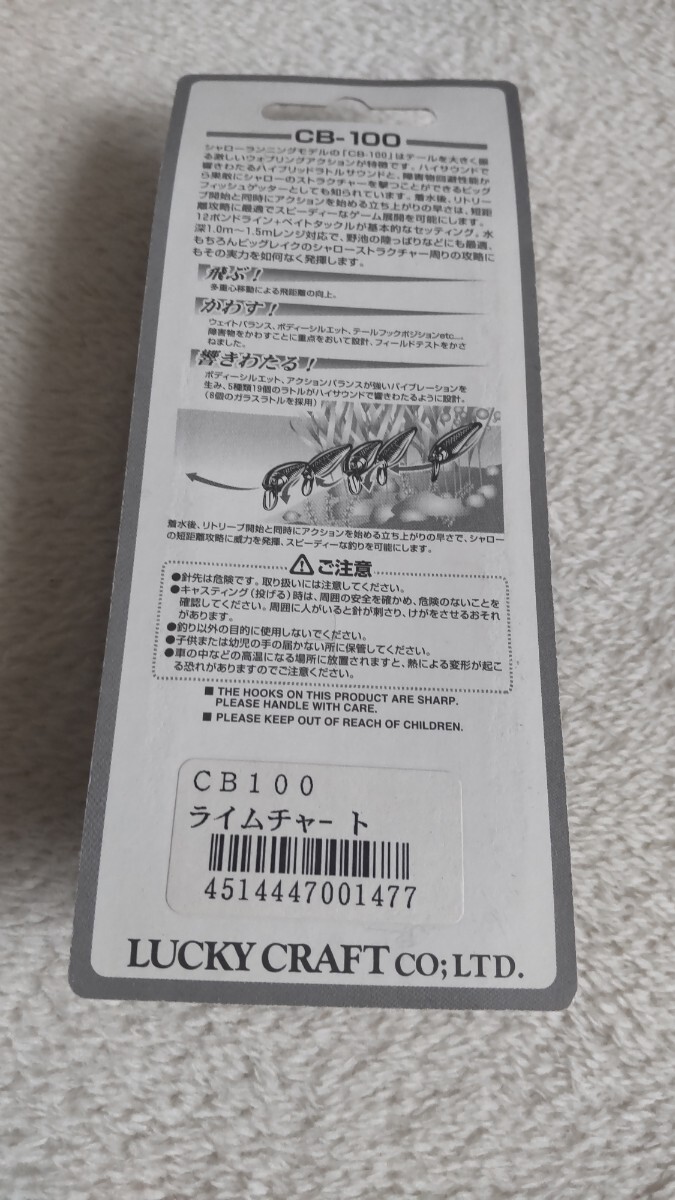 CB-100
シャローランニングモデルの「CB-100」はテールを大きく振
る激しいウォブリングアクションが特徴です。ハイサウンドで
響きわたるハイブリッドラトルサウンドと、障害物回避性能か
ら果敢にシャローのストラクチャーを撃つことができるビッグ
フィッシュゲッターとしても知られています。着水後、リトリー
ブ開始と同時にアクションを始める立ち上がりの早さは、短距
離攻略に最適でスピーディーなゲーム展開を可能にします。
12ポンドライン+ベイトタックルが基本的なセッティング。水
深1.0m〜1.5mレンジ対応で、野池の陸っぱりなどにも最適、
もちろんビッグレイクのシャローストラクチャー周りの攻略に
もその実力を如何なく発揮します。
飛ぶ!
多重心移動による飛距離の向上。
かわす!
ウェイトバランス、ボディーシルエット、テールフックポジションetc...。
障害物をかわすことに重点をおいて設計、フィールドテストをかさ
ねました。
響きわたる!
ボディーシルエット、アクションバランスが強いバイブレーションを
生み、5種類19個のラトルがハイサウンドで響きわたるように設計。
(8個のガラスラトルを採用)
着水後、リトリーブ開始と同時にアクションを始める立ち上がりの早さで、シャロー
の短距離攻略に威力を発揮、スピーディーな釣りを可能にします。
ご注意
●針先は危険です。取り扱いには注意してください。
●キャスティング(投げる)時は、周囲の安全を確かめ、危険のないことを
確認してください。周囲に人がいると針が刺さり、けがをさせるおそれ
があります。
●釣り以外の目的に使用しないでください。
●子供または幼児の手の届かない所に保管してください。
●車の中などの高温になる場所に放置されますと、熱による変形が起こ
る恐れがありますのでご注意ください。
■ THE HOOKS ON THIS PRODUCT ARE SHARP.
PLEASE HANDLE WITH CARE.
■ PLEASE KEEP OUT OF REACH OF CHILDREN.
CB100
ライムチャート
4514447001477
LUCKY CRAFT CO;LTD.